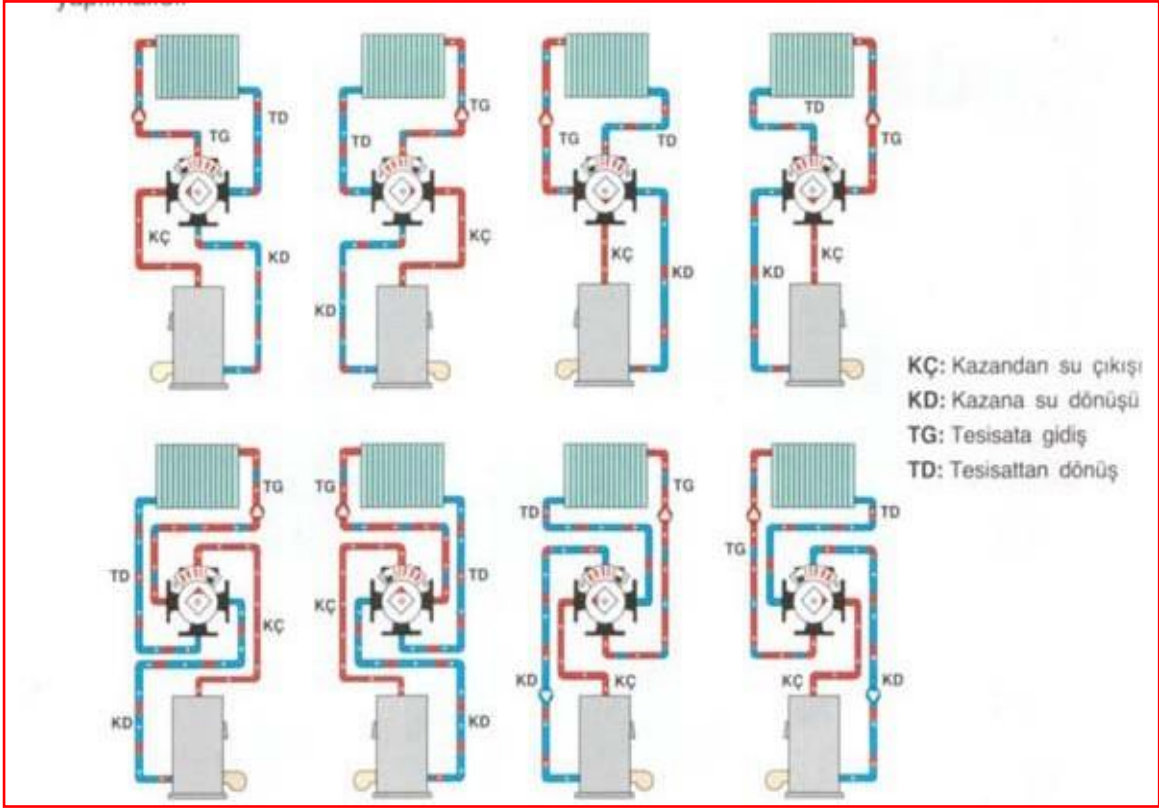 TD
TG
KÇ
KD
TG
TD
KÇ
KD
TG
TD
KÇ
KD
TD
TG
KÇ
KD
KÇ: Kazandan su çıkışı
KD: Kazana su dönüşü
TG: Tesisata gidiş
TD: Tesisattan dönüş
TG
TD
KÇ
KD
TG
TD
KÇ
KD
TG
TD
KD
KÇ
TD
TG
KÇ
KD